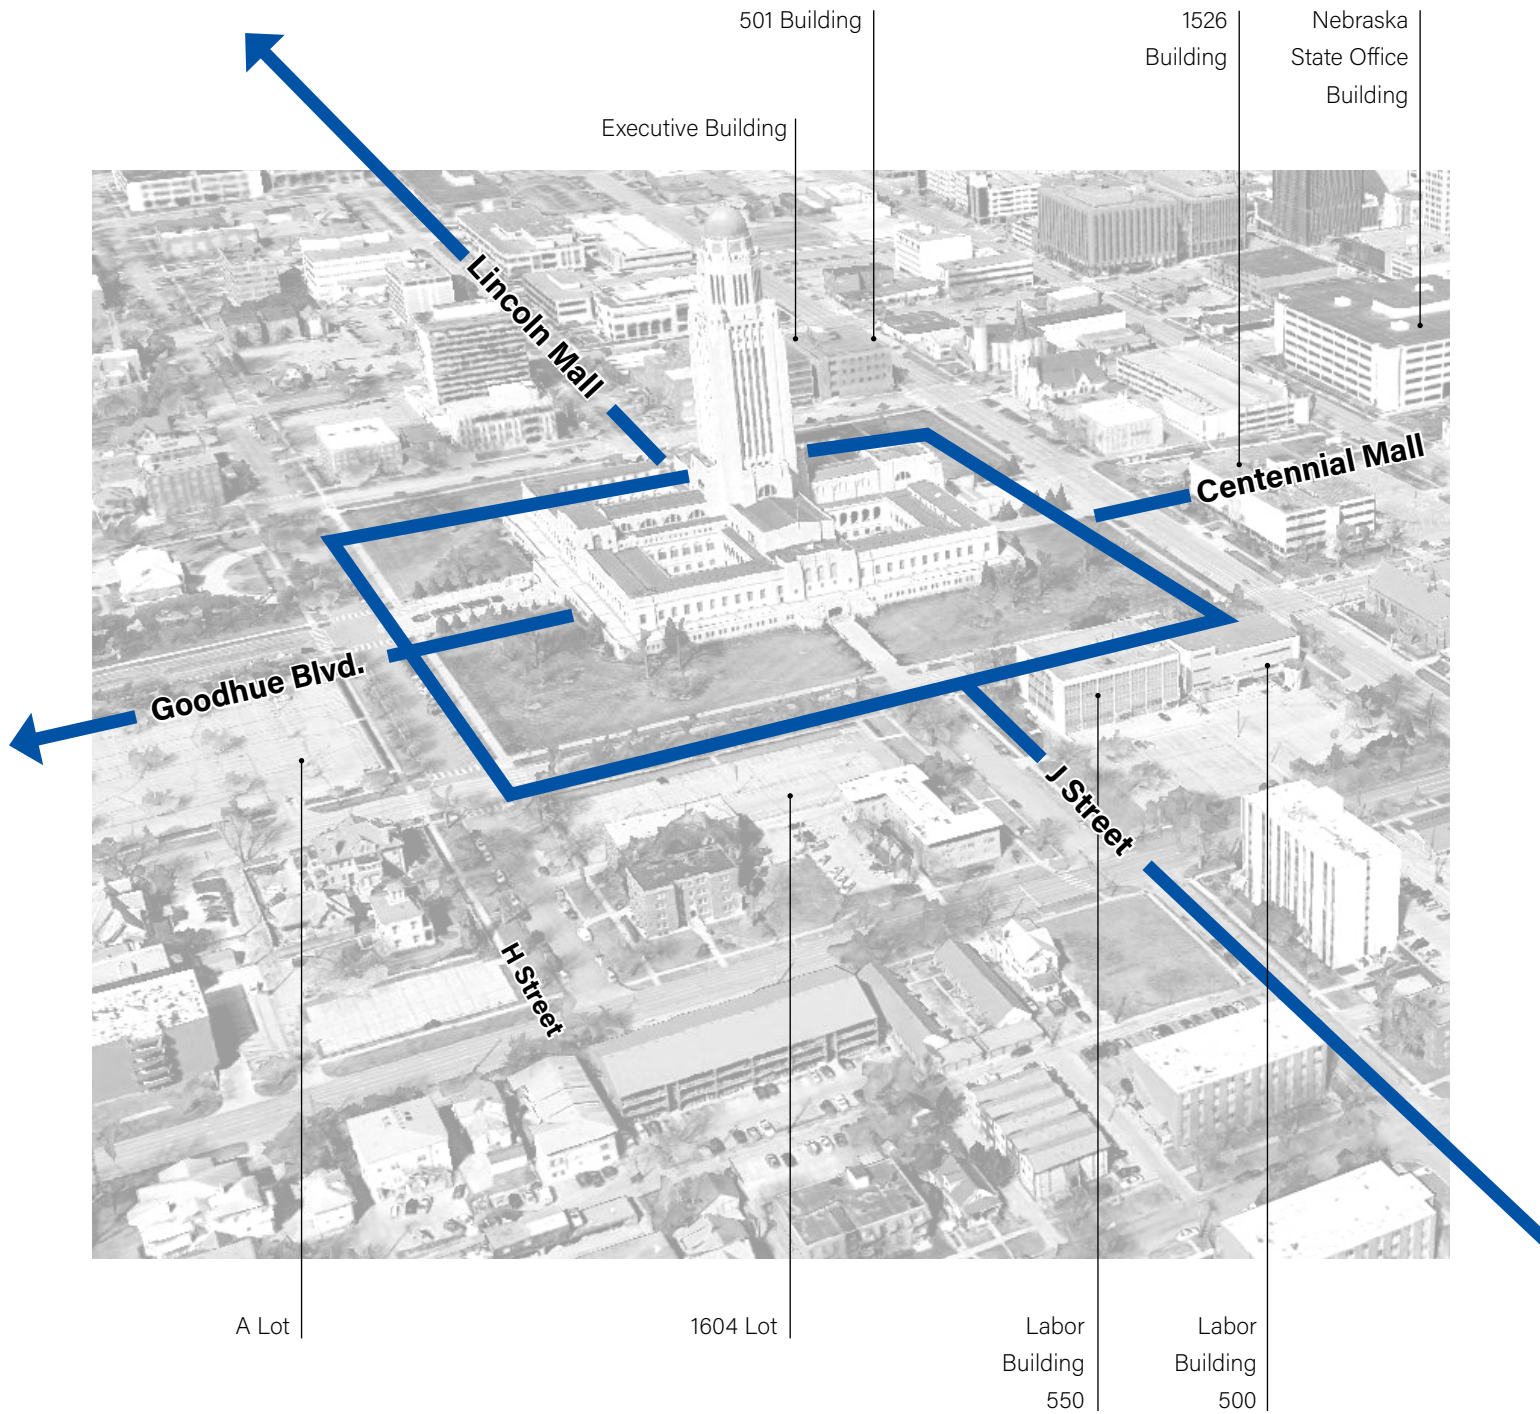 501 Building
1526
Building
Nebraska
State Office
Building
Executive Building
Lincoln Mall
Centennial Mall
Goodhue Blvd.
J Street
H Street
A Lot
1604 Lot
Labor
Building
550
Labor
Building
500